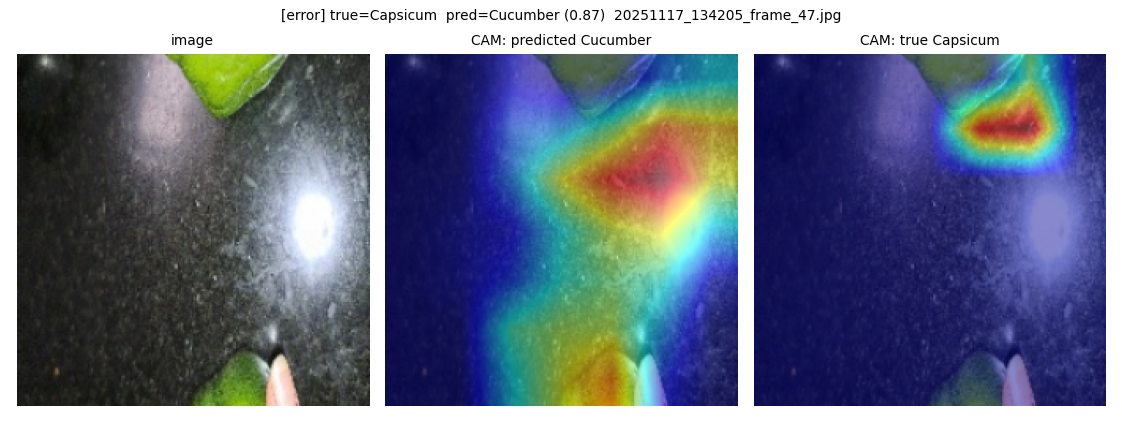 [error] true=Capsicum  pred=Cucumber (0.87)  20251117_134205_frame_47.jpg
image
CAM: predicted Cucumber
CAM: true Capsicum